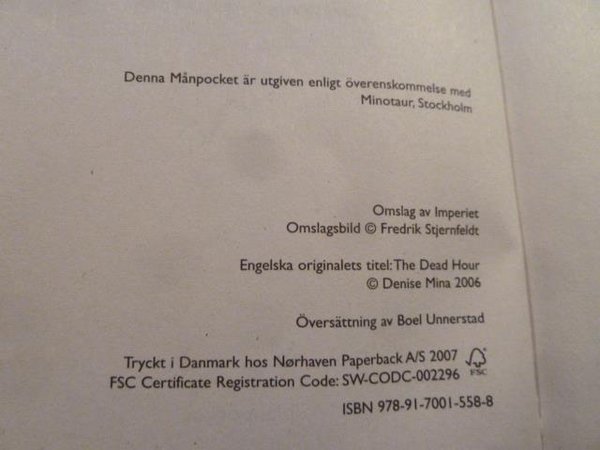 Denna Månpocket är utgiven enligt överenskommelse med
Minotaur, Stockholm
Omslag av Imperiet
Omslagsbild © Fredrik Stjernfeldt
Engelska originalets titel: The Dead Hour
© Denise Mina 2006
Översättning av Boel Unnerstad
Tryckt i Danmark hos Nørhaven Paperback A/S 2007
FSC Certificate Registration Code: SW-CODC-002296
FSC
ISBN 978-91-7001-558-8